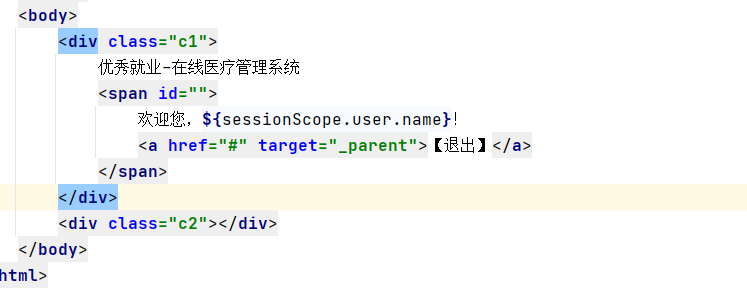 <body>
<div class="c1">
优秀就业-在线医疗管理系统
<span id="">
欢迎您，${sessionScope.user.name}!
<a href="#" target="_parent">【退出】</a>
</span>
</div>
<div class="c2"></div>
</body>
html>